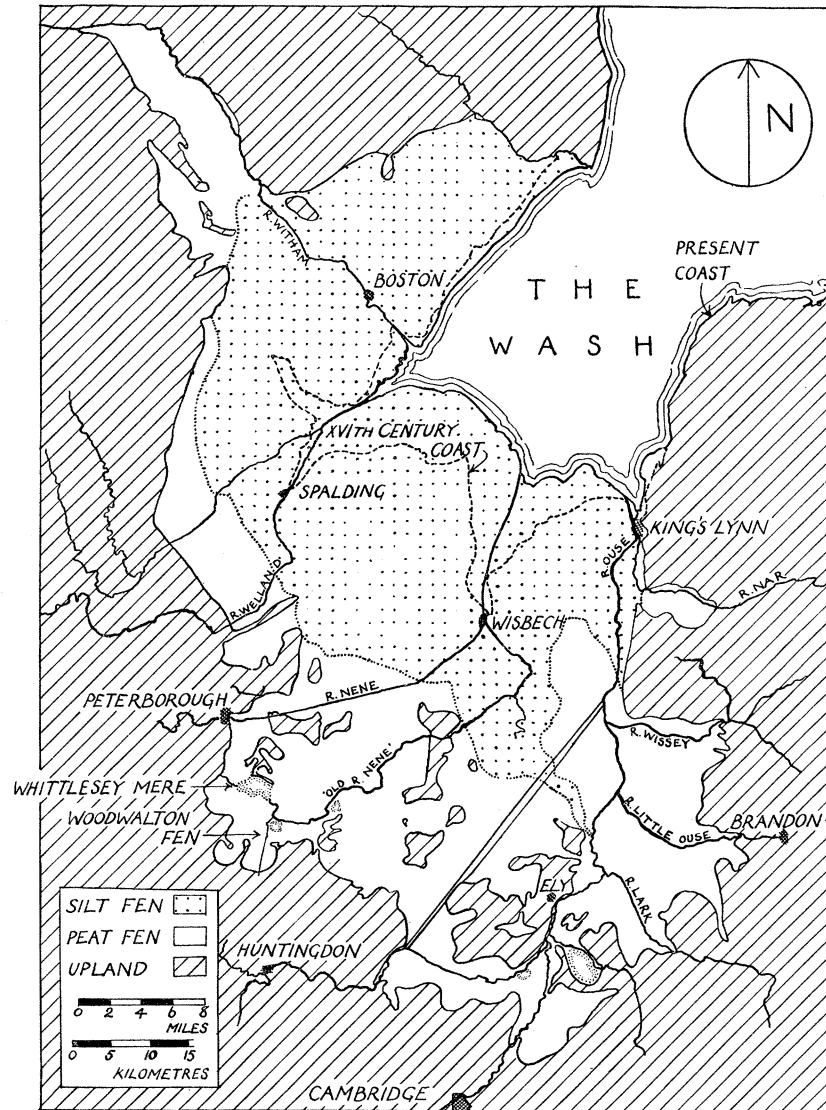 N
PRESENT
COAST
THE
WASH
R. WITHAM
BOSTON
XVITH CENTURY
COAST
SPALDING
KING'S LYNN
R. OUSE
R. NAR
R. WELLAND
WISBECH
R. NENE
PETERBOROUGH
R. WISSEY
OLD R. NENE
WHITTLESEY MERE
WOODWALTON
FEN
R. LITTLE OUSE
BRANDON
ELY
R. LARK
SILT FEN
PEAT FEN
UPLAND
HUNTINGDON
0 2 4 6 8
MILES
0 5 10 15
KILOMETRES
CAMBRIDGE